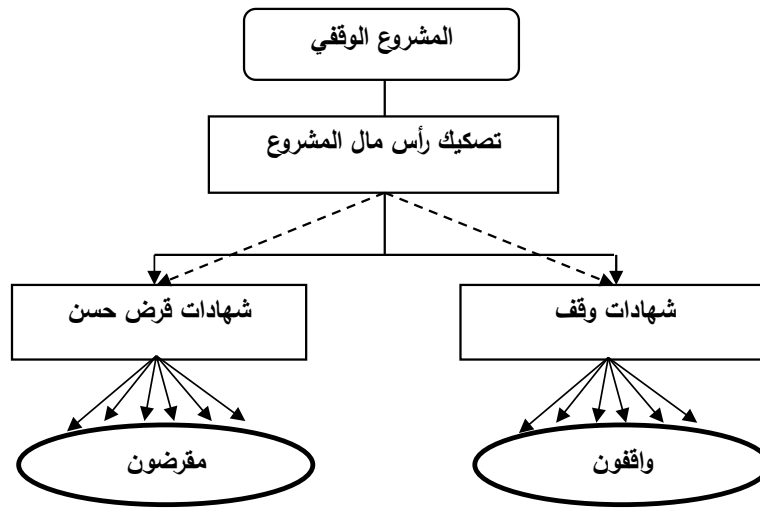 المشروع الوقفي
تصكيك رأس مال المشروع
شهادات وقف
شهادات قرض حسن
واقفون
مقرضون